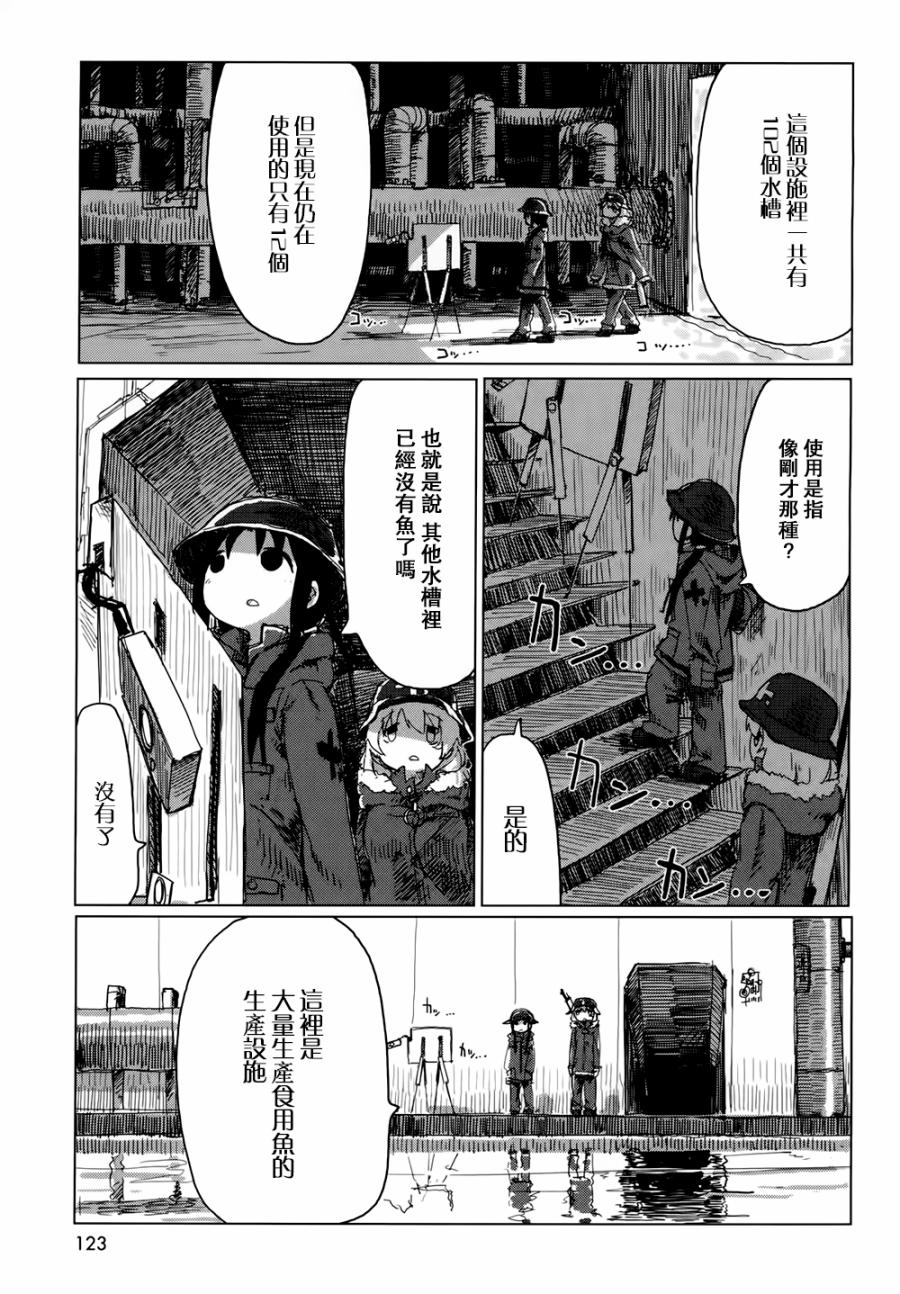 這個設施裡一共有
102個水槽
但是現在仍在
使用的只有12個
コッ...
コッ...
コッ...
コッ...
使用是指
像剛才那種？
カン...
カン...
是的
也就是說 其他水槽裡
已經沒有魚了嗎
沒有了
カッ...
カッ...
這裡是
大量生產食用魚的
生產設施
123